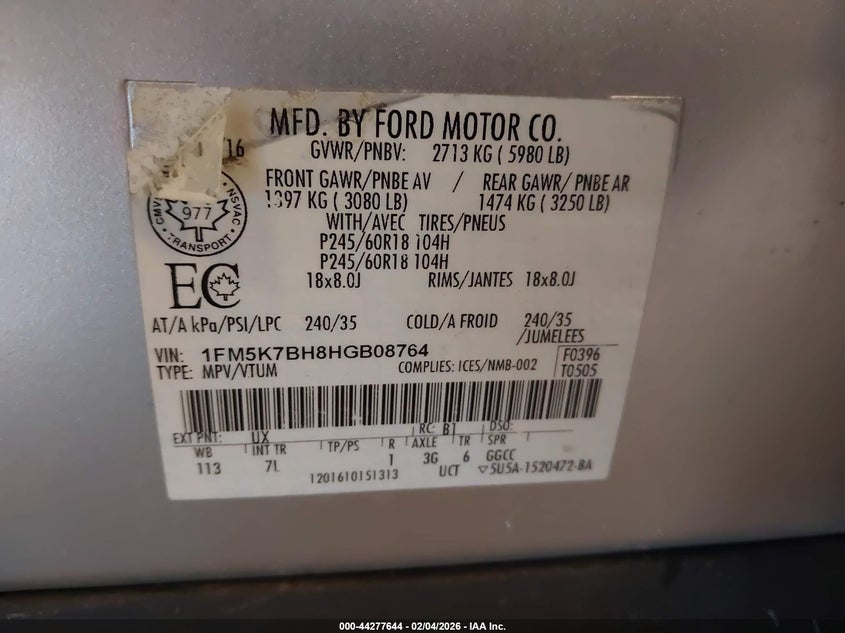 MFD. BY FORD MOTOR CO.
/16
GVWR/PNBV: 2713 KG ( 5980 LB)
FRONT GAWR/PNBE AV / REAR GAWR/ PNBE AR
1397 KG ( 3080 LB) 1474 KG ( 3250 LB)
WITH/AVEC TIRES/PNEUS
P245/60R18 104H
P245/60R18 104H
18x8.0J RIMS/JANTES 18x8.0J
NSVAC
977
TRANSPORT
EC
AT/A kPa/PSI/LPC 240/35 COLD/A FROID 240/35
/JUMELEES
VIN: 1FM5K7BH8HGB08764
F0396
TYPE: MPV/VTUM COMPLIES: ICES/NMB-002
T0505
EXT PNT: UX RC: B1 DSO:
WB INT TR TP/PS R AXLE TR SPR
113 7L 1 3G 6 GGCC
1201610151313 UCT 5U5A-1520472-BA
000-44277644 - 02/04/2026 - IAA Inc.